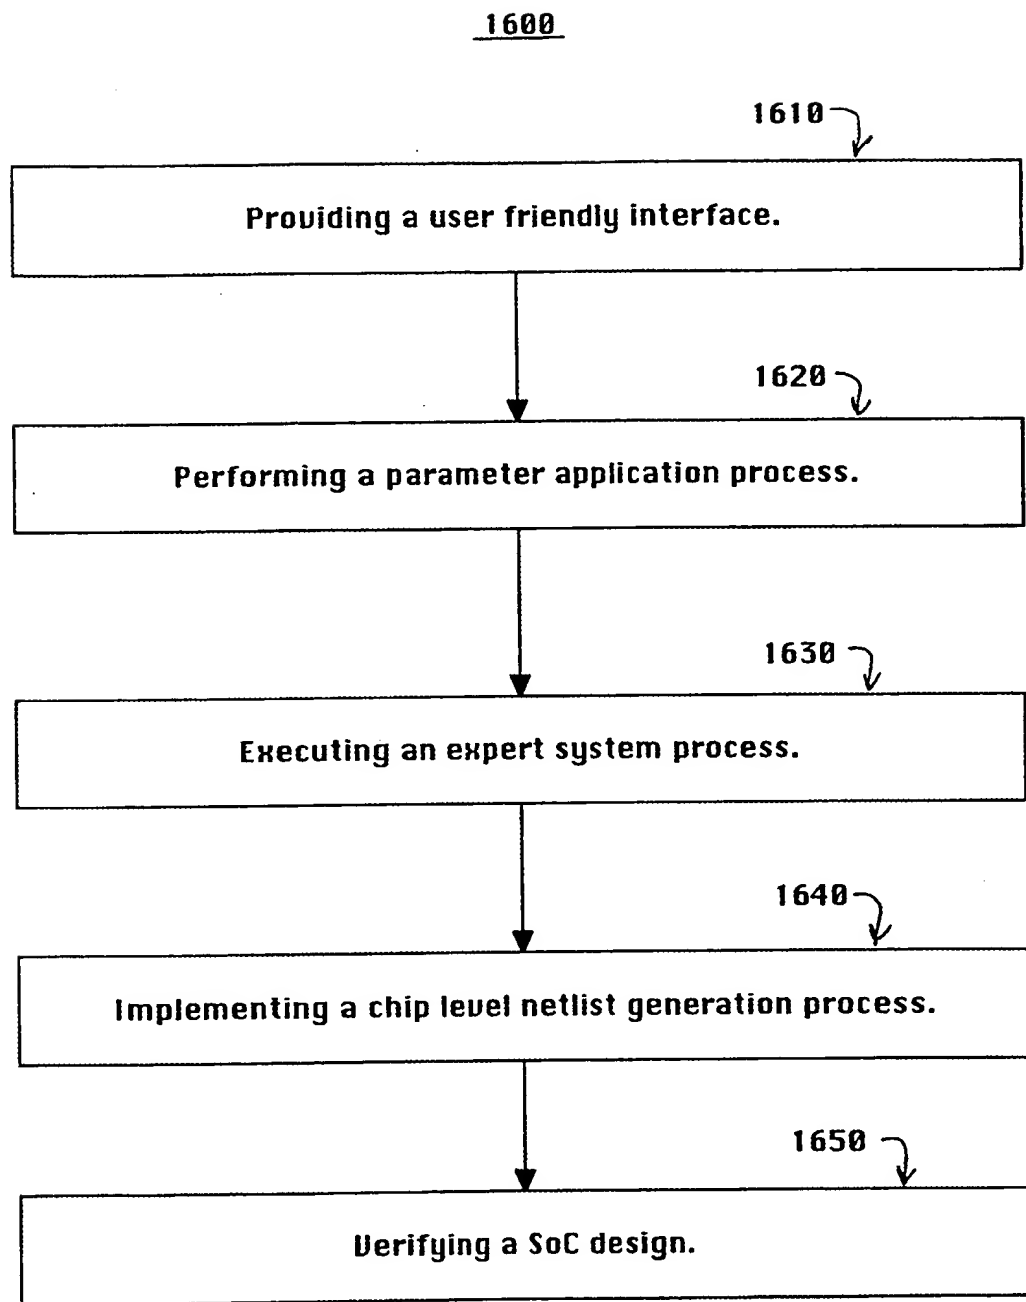 1600
1610
Providing a user friendly interface.
1620
Performing a parameter application process.
1630
Executing an expert system process.
1640
Implementing a chip level netlist generation process.
1650
Verifying a SoC design.